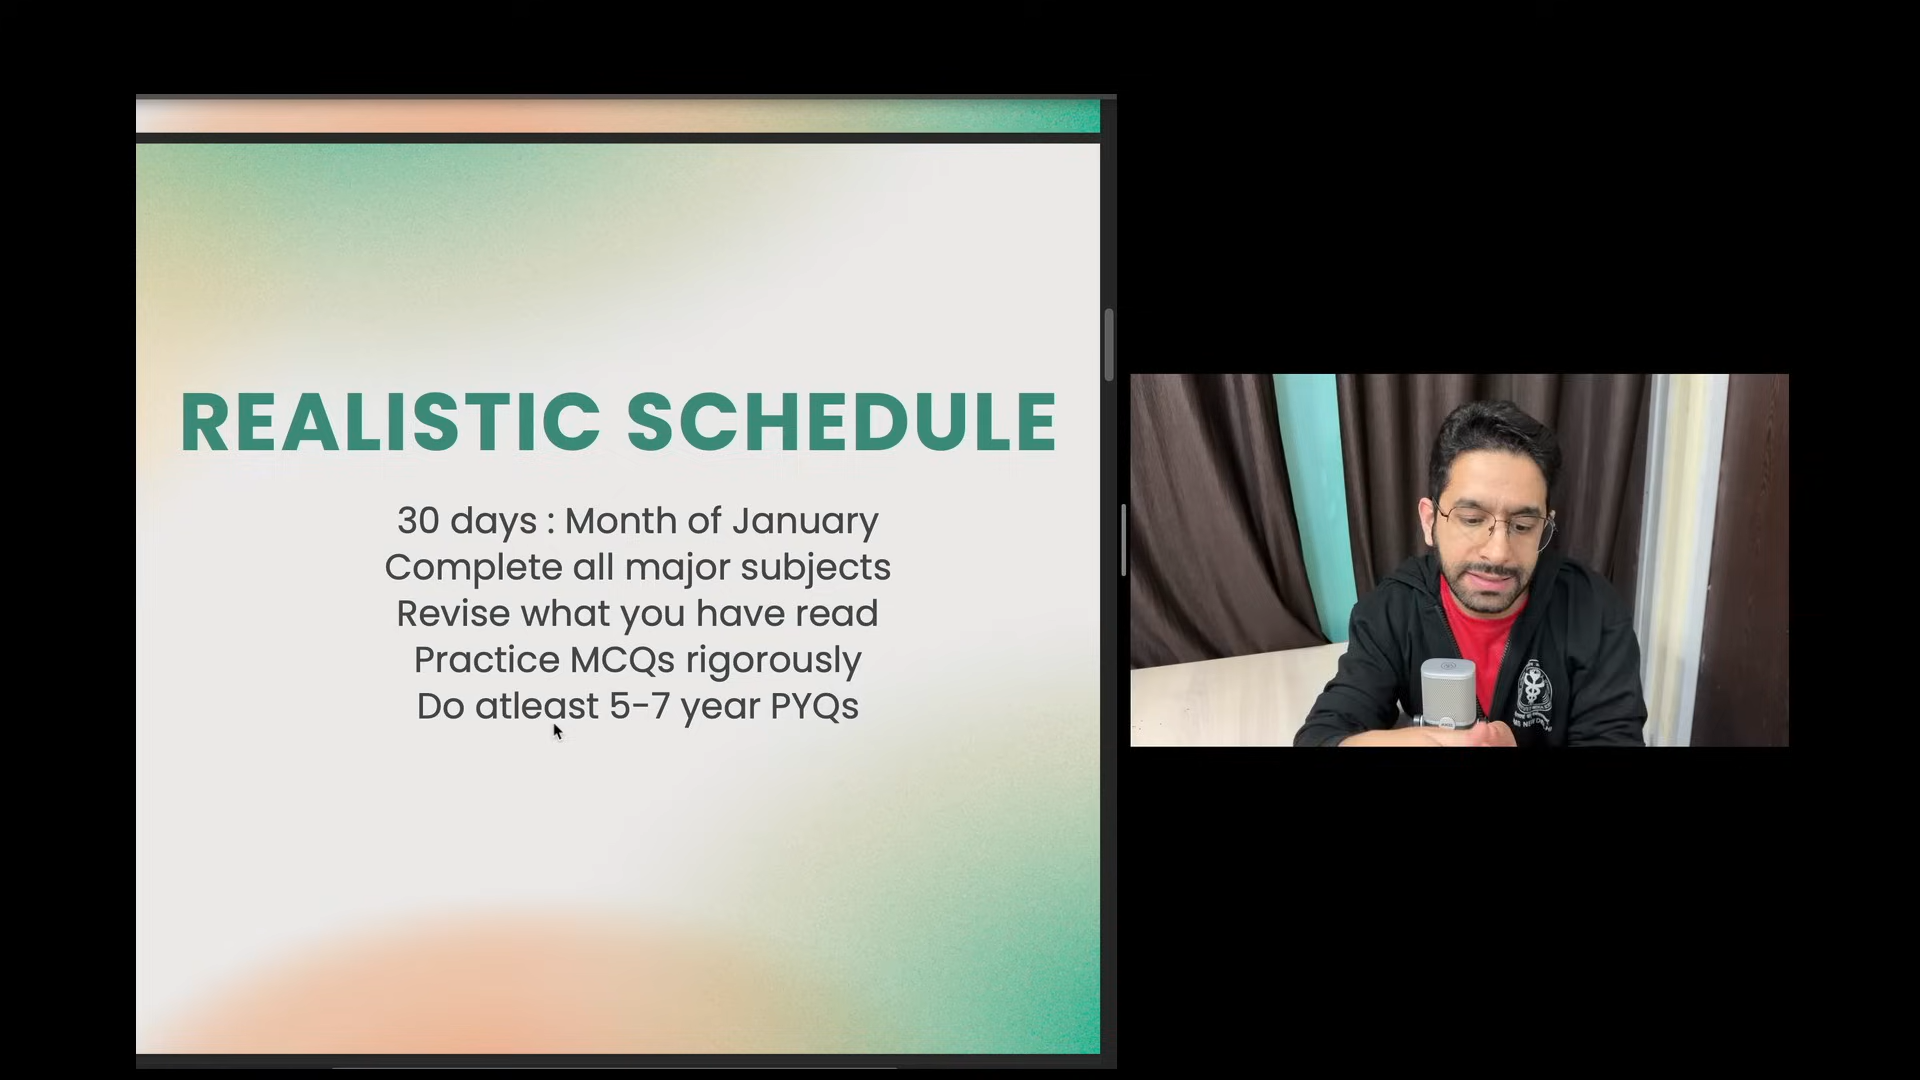 REALISTIC SCHEDULE
30 days : Month of January
Complete all major subjects
Revise what you have read
Practice MCQs rigorously
Do atleast 5-7 year PYQs